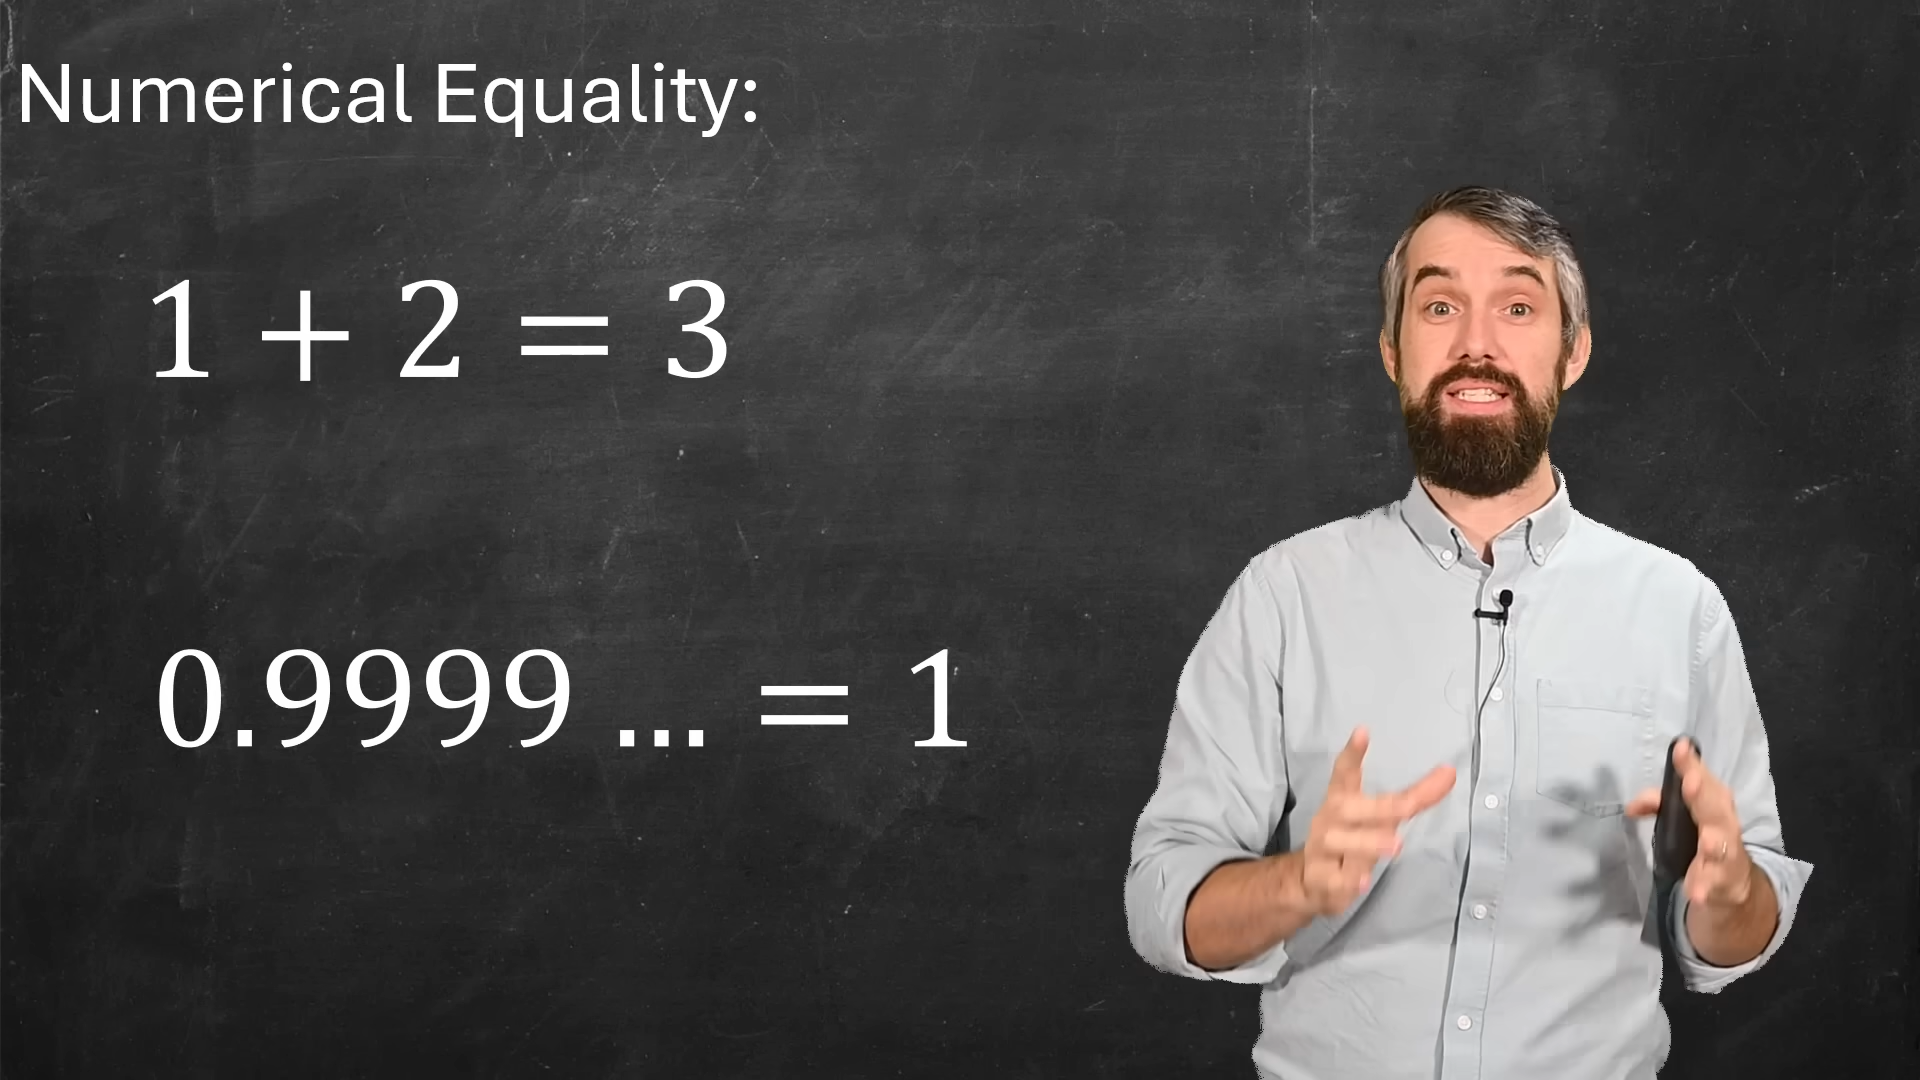 Numerical Equality:
1 + 2 = 3
0.9999 ... = 1